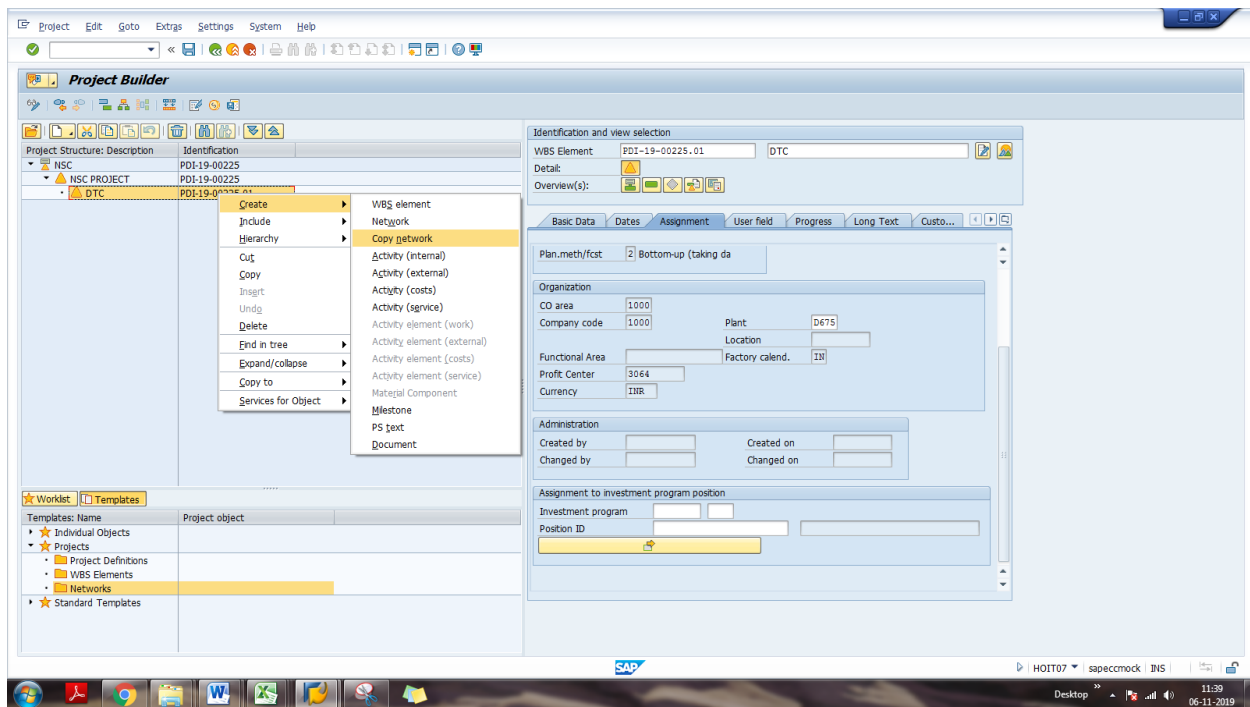 Project Edit Goto Extras Settings System Help
Project Builder
Project Structure: Description Identification
NSC PDI-19-00225
NSC PROJECT PDI-19-00225
DTC PDI-19-00225.01
Create
Include
Hierarchy
Cut
Copy
Insert
Undo
Delete
Find in tree
Expand/collapse
Copy to
Services for Object
WBS element
Network
Copy network
Activity (internal)
Activity (external)
Activity (costs)
Activity (service)
Activity element (work)
Activity element (external)
Activity element (costs)
Activity element (service)
Material Component
Milestone
PS text
Document
Worklist Templates
Templates: Name Project object
Individual Objects
Projects
Project Definitions
WBS Elements
Networks
Standard Templates
Identification and view selection
WBS Element PDI-19-00225.01 DTC
Detail:
Overview(s):
Basic Data Dates Assignment User field Progress Long Text Custo...
Plan.meth/fcst 2 Bottom-up (taking da
Organization
CO area 1000
Company code 1000 Plant D675
Location
Functional Area Factory calend. IN
Profit Center 3064
Currency INR
Administration
Created by Created on
Changed by Changed on
Assignment to investment program position
Investment program
Position ID
SAP
HOIT07 sapeccmock INS
Desktop 11:39
06-11-2019